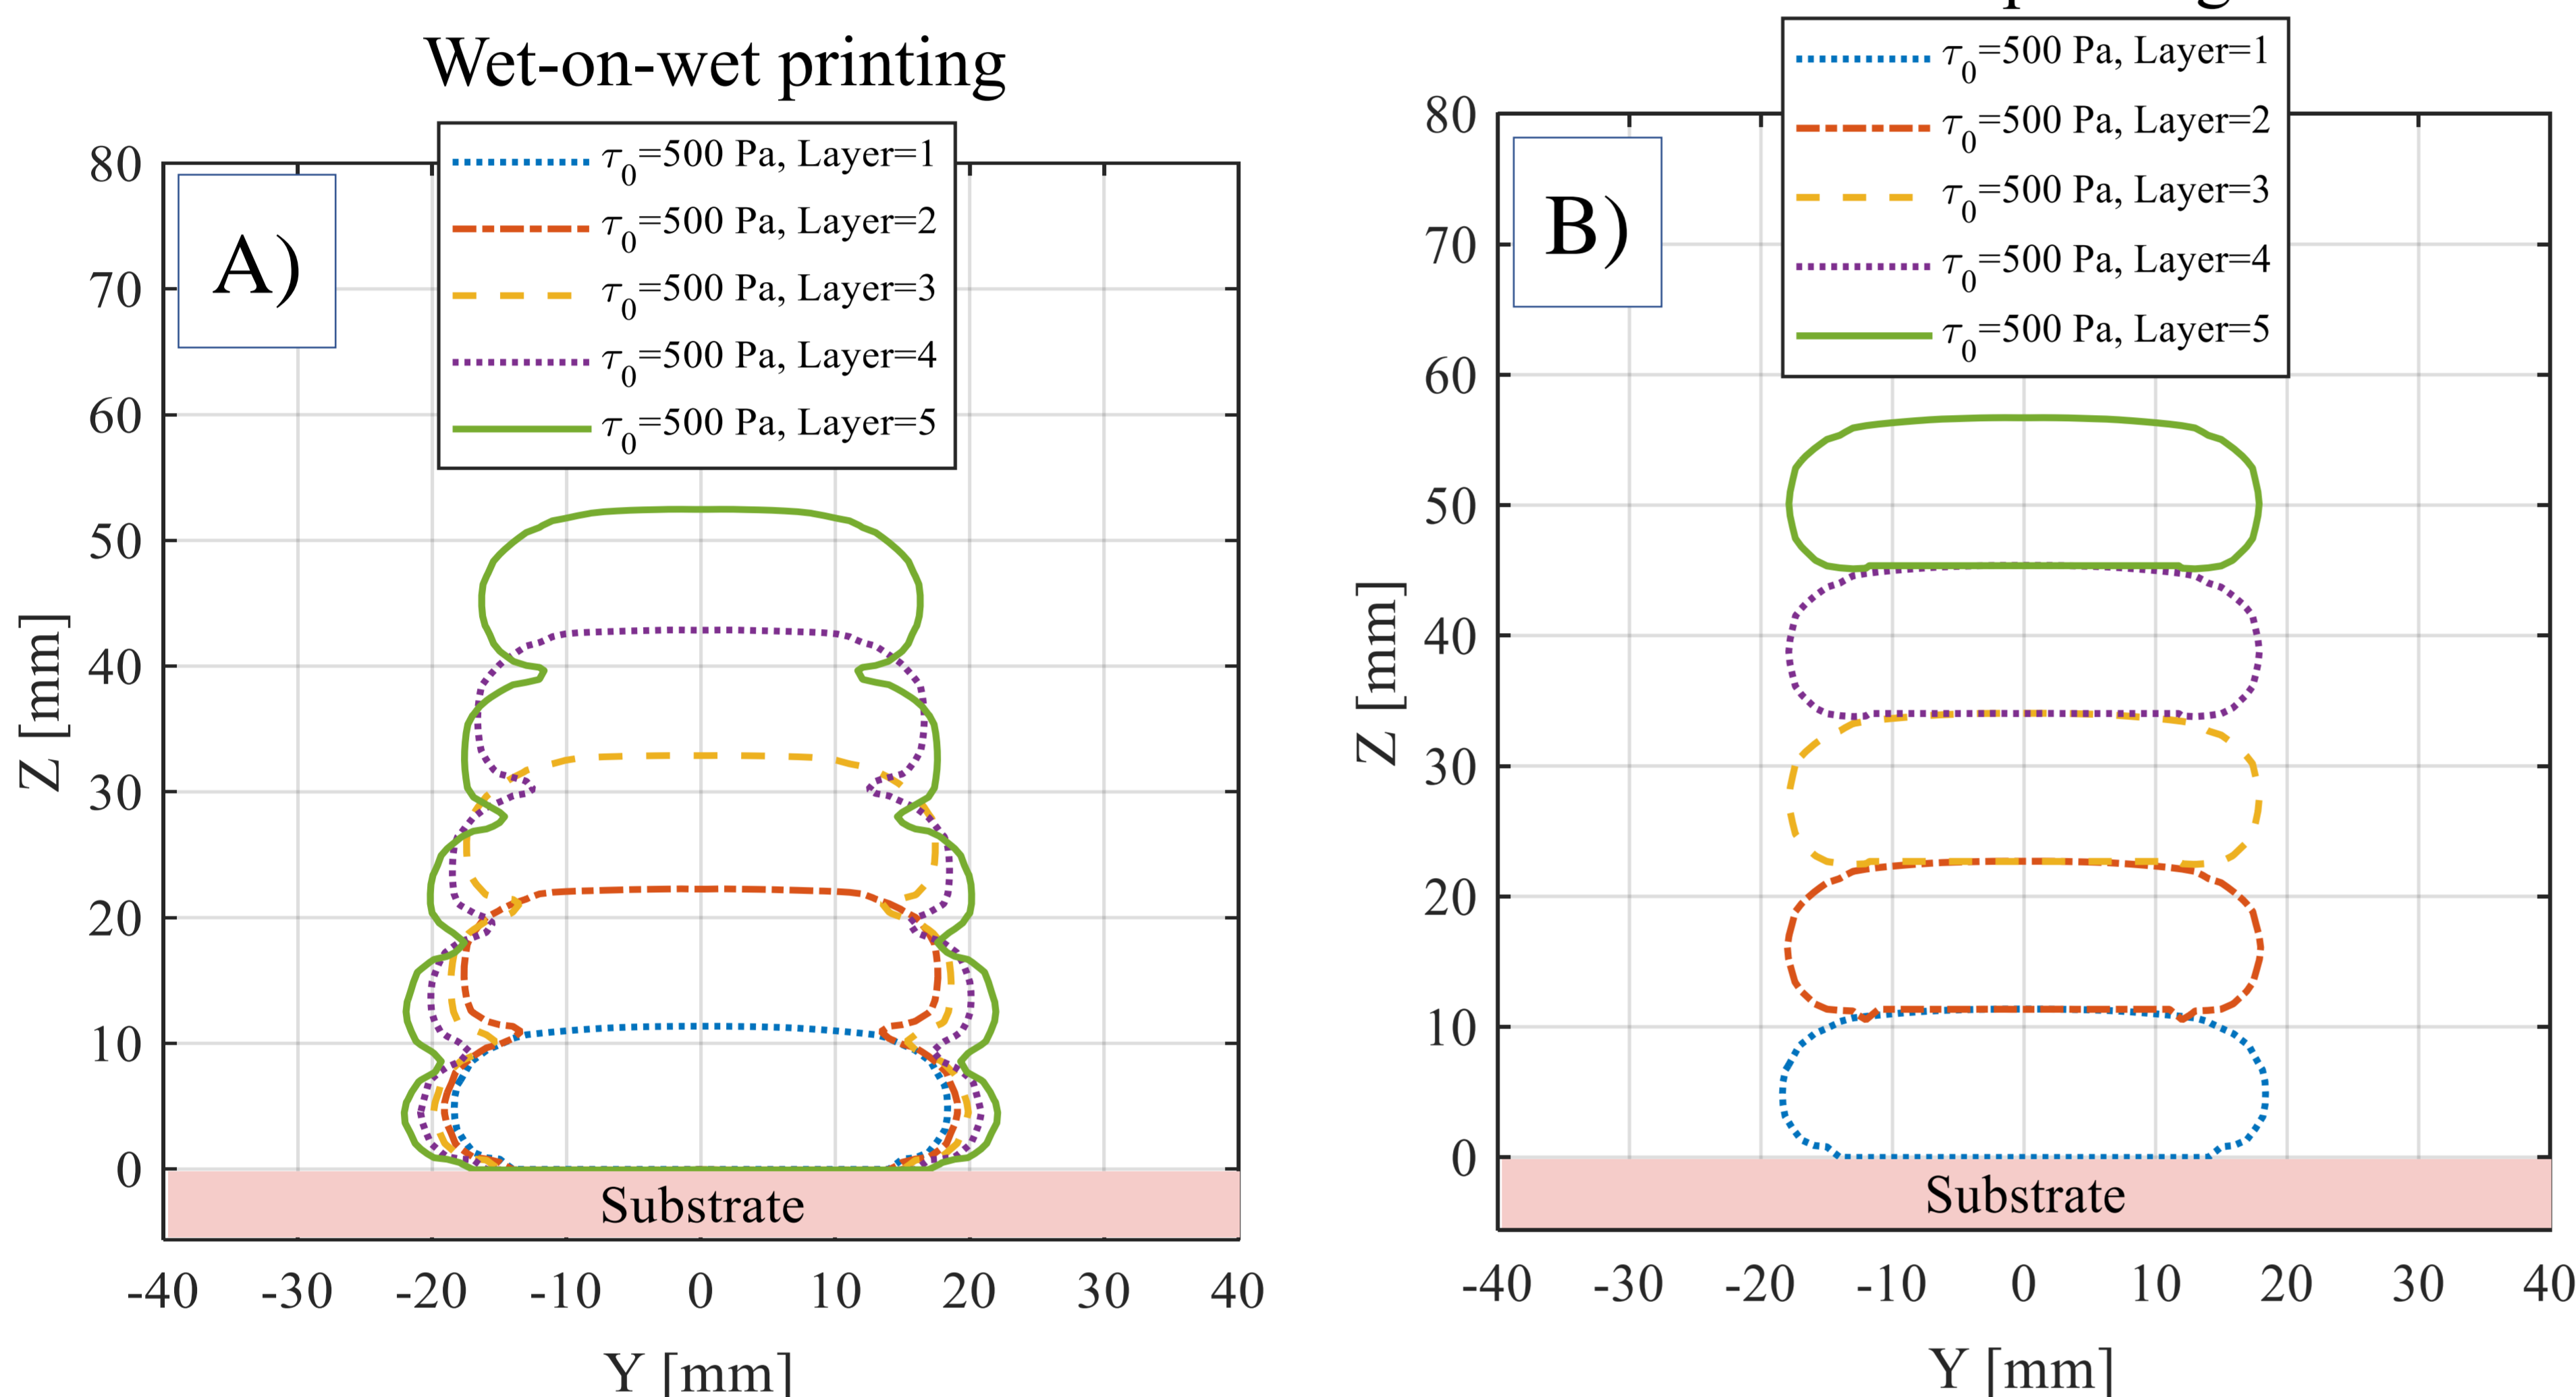 Wet-on-wet printing
A)
τ₀=500 Pa, Layer=1
τ₀=500 Pa, Layer=2
τ₀=500 Pa, Layer=3
τ₀=500 Pa, Layer=4
τ₀=500 Pa, Layer=5
80
70
60
50
40
30
20
10
0
Z [mm]
Substrate
-40 -30 -20 -10 0 10 20 30 40
Y [mm]
B)
τ₀=500 Pa, Layer=1
τ₀=500 Pa, Layer=2
τ₀=500 Pa, Layer=3
τ₀=500 Pa, Layer=4
τ₀=500 Pa, Layer=5
80
70
60
50
40
30
20
10
0
Z [mm]
Substrate
-40 -30 -20 -10 0 10 20 30 40
Y [mm]